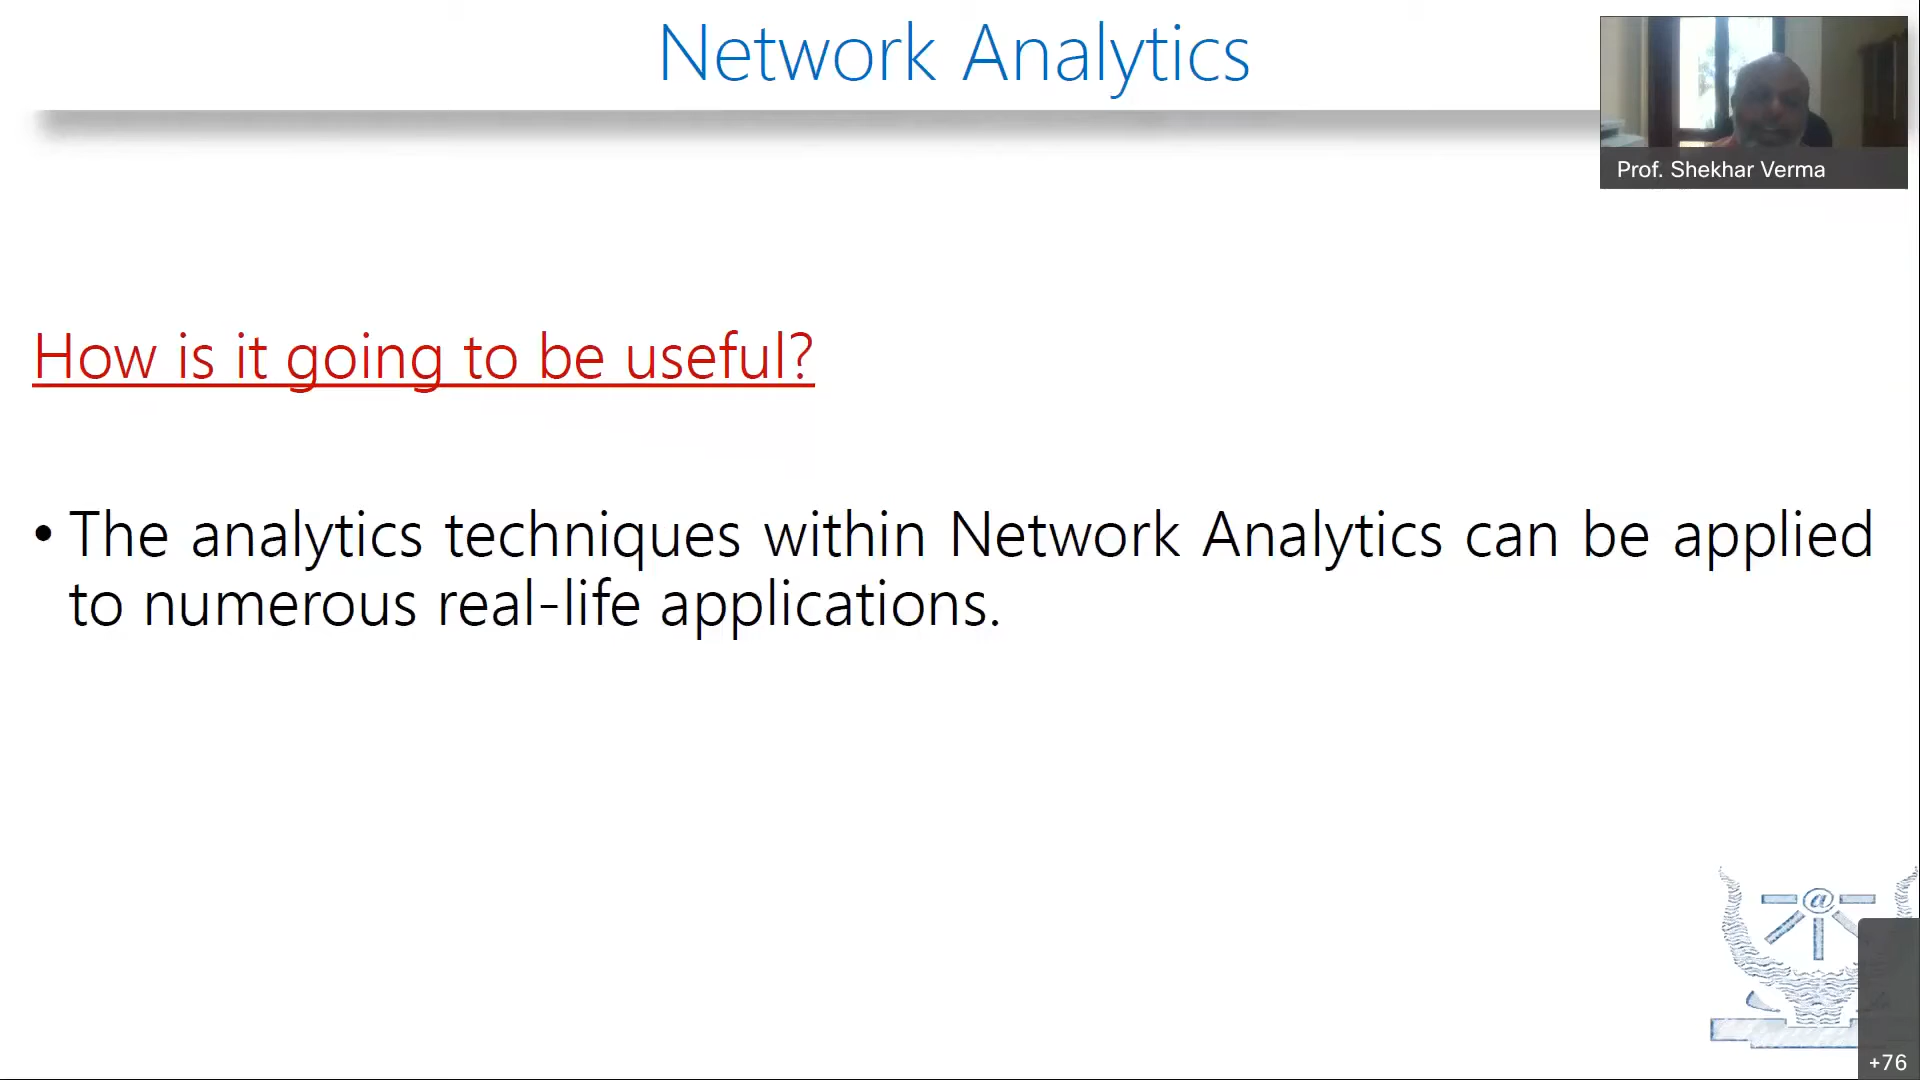 Network Analytics
Prof. Shekhar Verma
How is it going to be useful?
• The analytics techniques within Network Analytics can be applied
to numerous real-life applications.
@
+76